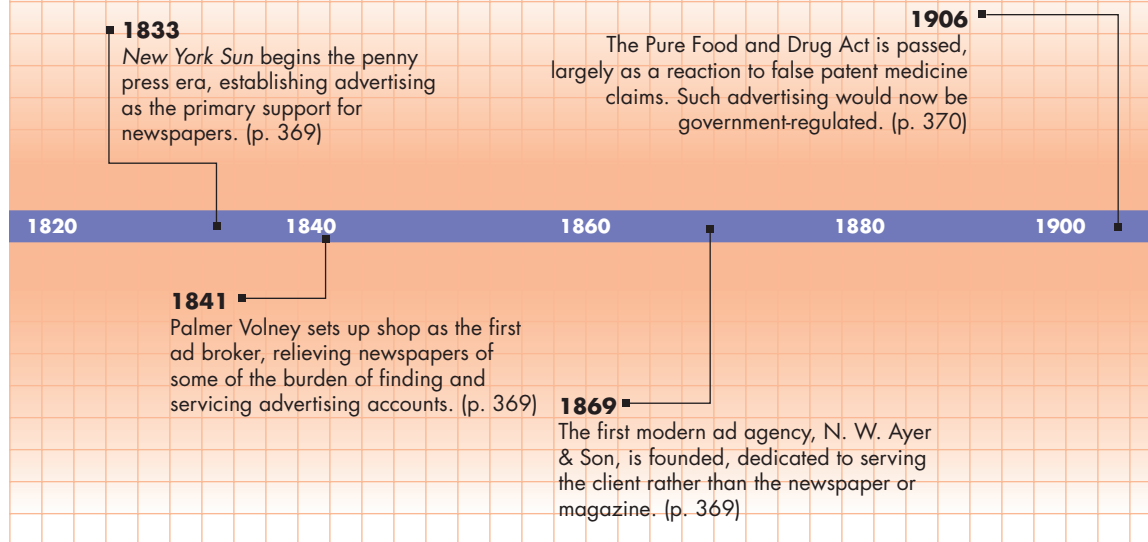 1833
New York Sun begins the penny
press era, establishing advertising
as the primary support for
newspapers. (p. 369)
1906
The Pure Food and Drug Act is passed,
largely as a reaction to false patent medicine
claims. Such advertising would now be
government-regulated. (p. 370)
1820 1840 1860 1880 1900
1841
Palmer Volney sets up shop as the first
ad broker, relieving newspapers of
some of the burden of finding and
servicing advertising accounts. (p. 369)
1869
The first modern ad agency, N. W. Ayer
& Son, is founded, dedicated to serving
the client rather than the newspaper or
magazine. (p. 369)